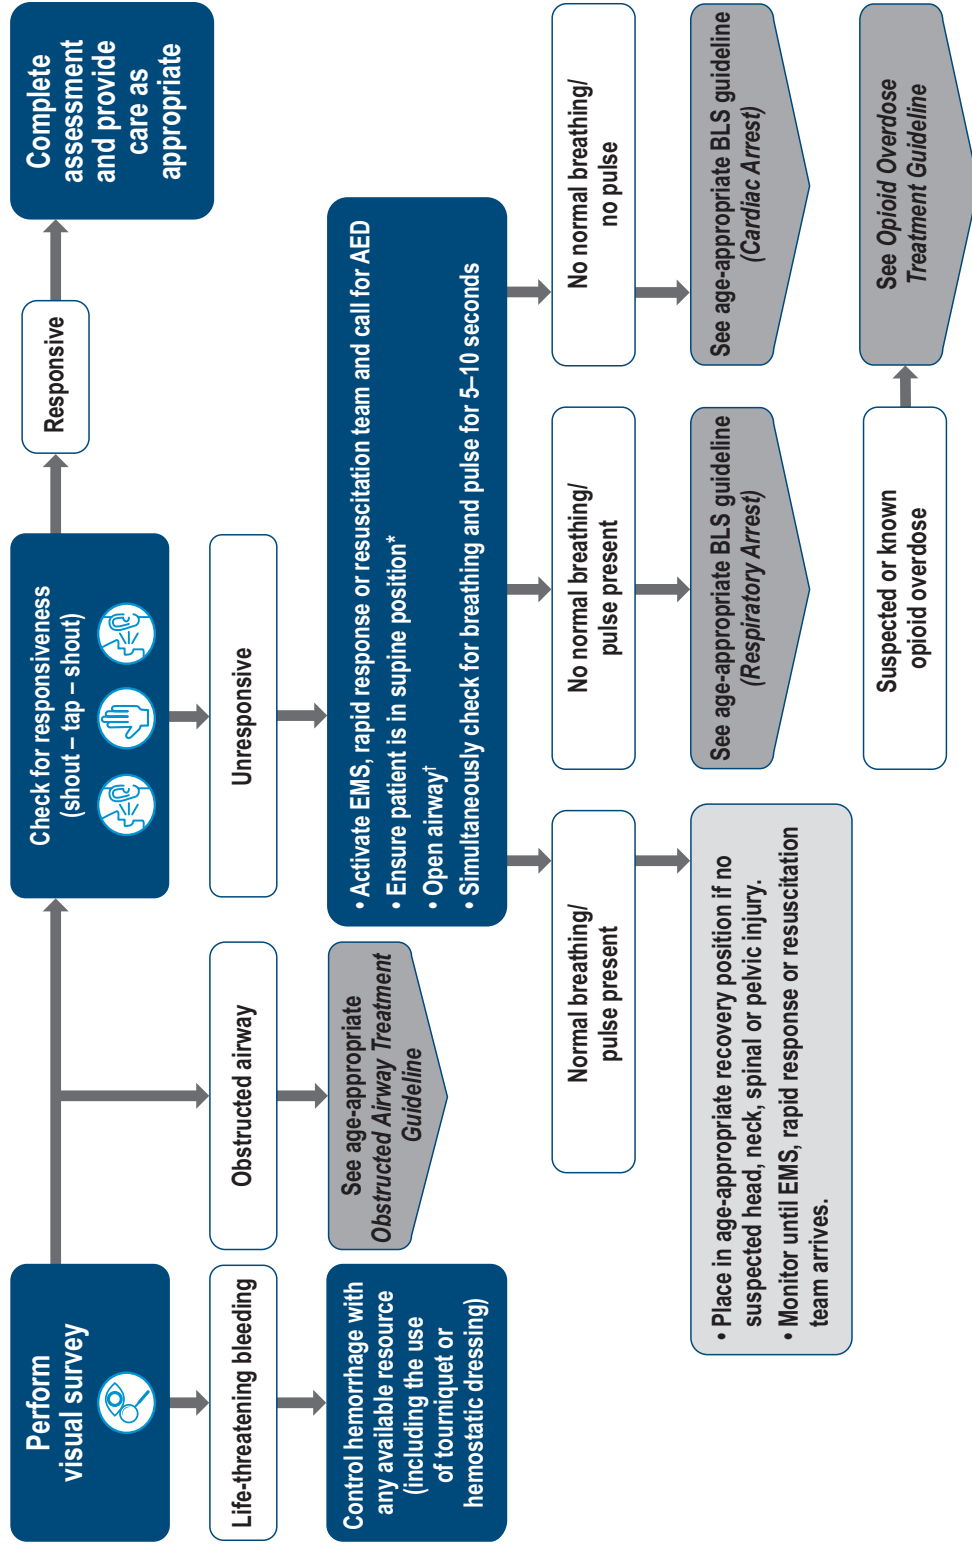 Perform
visual survey
Life-threatening bleeding
Control hemorrhage with
any available resource
(including the use
of tourniquet or
hemostatic dressing)
Obstructed airway
See age-appropriate
Obstructed Airway Treatment
Guideline
Check for responsiveness
(shout – tap – shout)
Responsive
Complete
assessment
and provide
care as
appropriate
Unresponsive
• Activate EMS, rapid response or resuscitation team and call for AED
• Ensure patient is in supine position*
• Open airway†
• Simultaneously check for breathing and pulse for 5–10 seconds
Normal breathing/
pulse present
• Place in age-appropriate recovery position if no
suspected head, neck, spinal or pelvic injury.
• Monitor until EMS, rapid response or resuscitation
team arrives.
No normal breathing/
pulse present
See age-appropriate BLS guideline
(Respiratory Arrest)
No normal breathing/
no pulse
See age-appropriate BLS guideline
(Cardiac Arrest)
Suspected or known
opioid overdose
See Opioid Overdose
Treatment Guideline